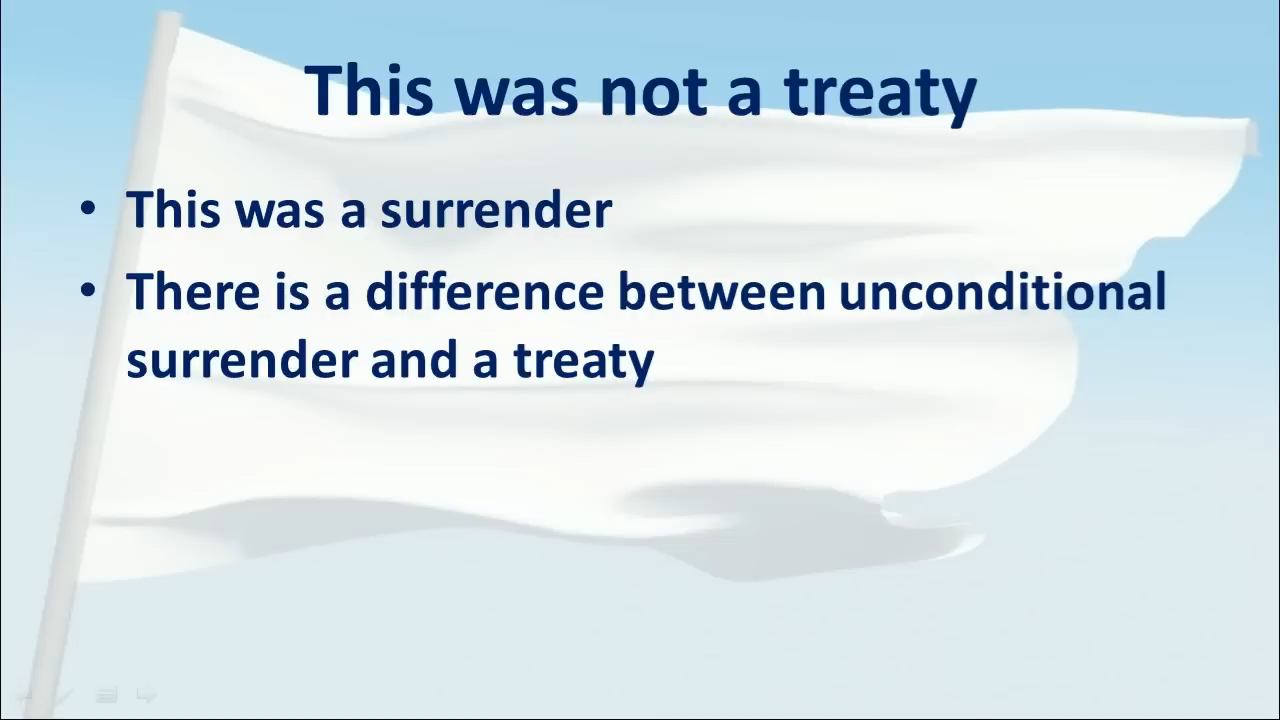 This was not a treaty
• This was a surrender
• There is a difference between unconditional
surrender and a treaty